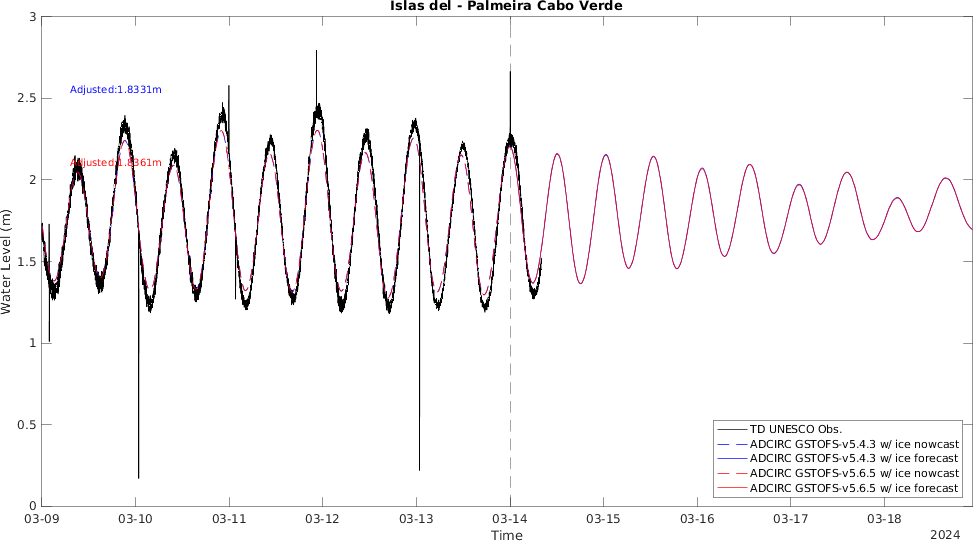 Islas del - Palmeira Cabo Verde
3
2.5
2
1.5
1
0.5
0
Water Level (m)
Adjusted:1.8331m
Adjusted:1.8361m
TD UNESCO Obs.
ADCIRC GSTOFS-v5.4.3 w/ ice nowcast
ADCIRC GSTOFS-v5.4.3 w/ ice forecast
ADCIRC GSTOFS-v5.6.5 w/ ice nowcast
ADCIRC GSTOFS-v5.6.5 w/ ice forecast
03-09 03-10 03-11 03-12 03-13 03-14 03-15 03-16 03-17 03-18
Time
2024